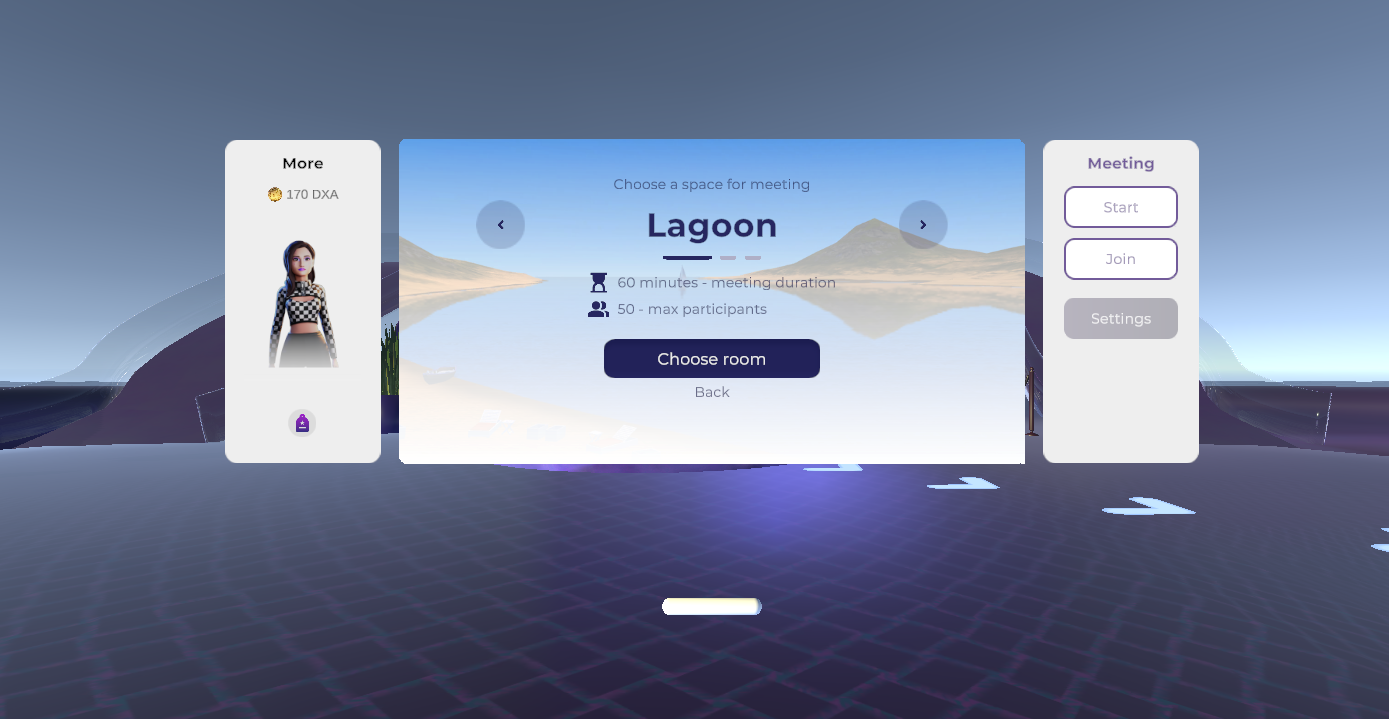 More
170 DXA
Choose a space for meeting
Lagoon
60 minutes - meeting duration
50 - max participants
Choose room
Back
Meeting
Start
Join
Settings